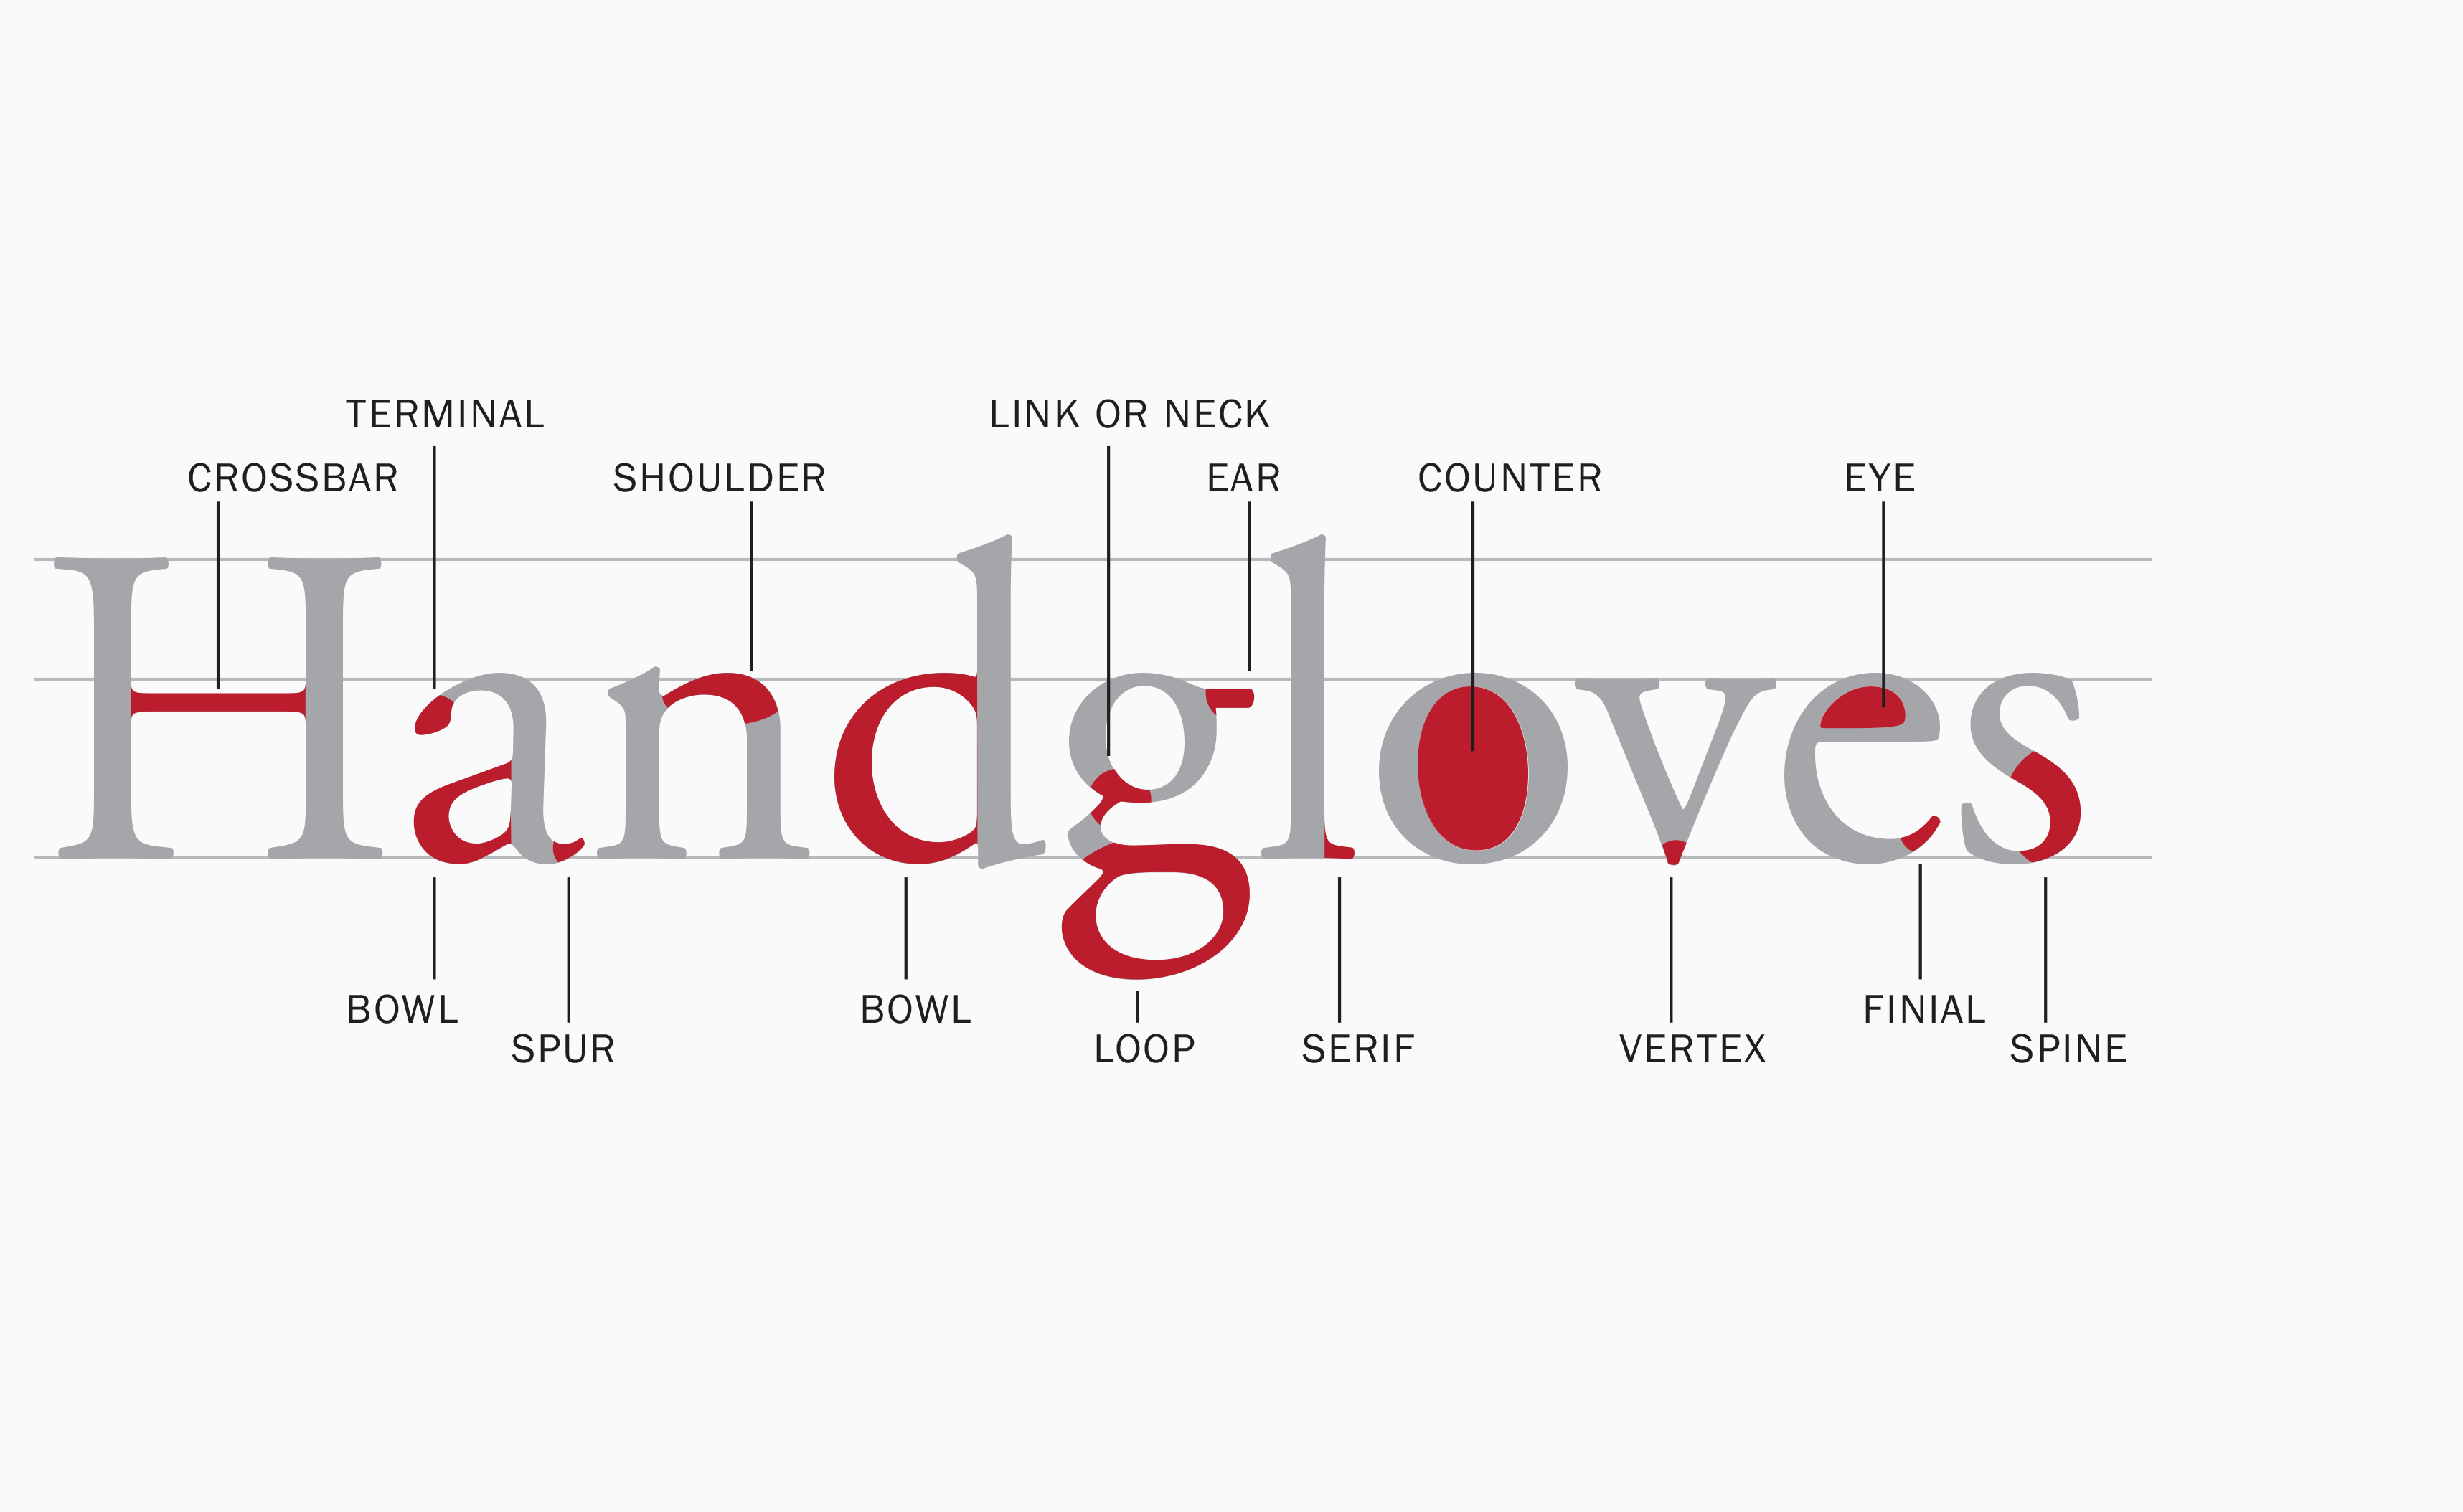 TERMINAL
LINK OR NECK
CROSSBAR
SHOULDER
EAR
COUNTER
EYE
Handgloves
BOWL
BOWL
FINIAL
SPUR
LOOP
SERIF
VERTEX
SPINE